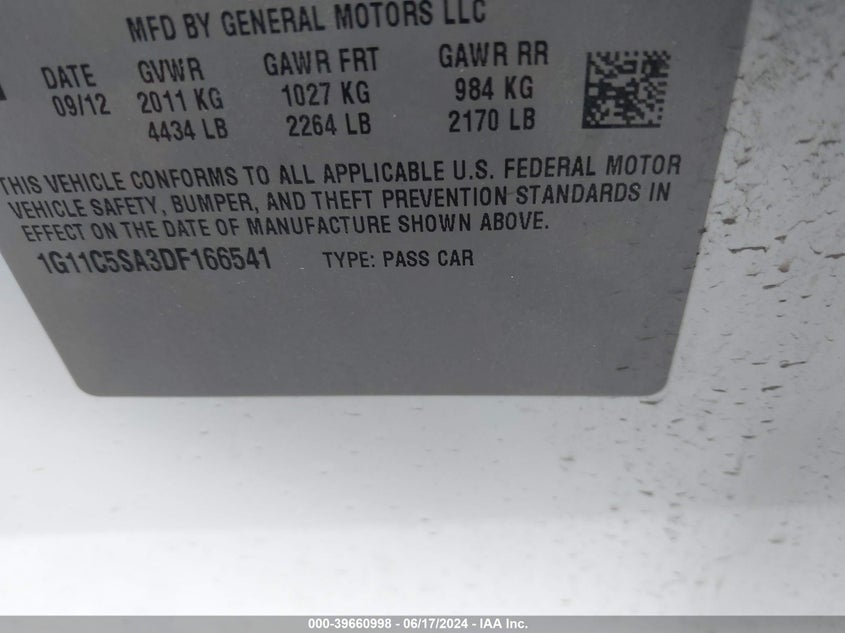 MFD BY GENERAL MOTORS LLC
DATE GVWR GAWR FRT GAWR RR
09/12 2011 KG 1027 KG 984 KG
4434 LB 2264 LB 2170 LB
THIS VEHICLE CONFORMS TO ALL APPLICABLE U.S. FEDERAL MOTOR
VEHICLE SAFETY, BUMPER, AND THEFT PREVENTION STANDARDS IN
EFFECT ON THE DATE OF MANUFACTURE SHOWN ABOVE.
1G11C5SA3DF166541 TYPE: PASS CAR
000-39660998 - 06/17/2024 - IAA Inc.